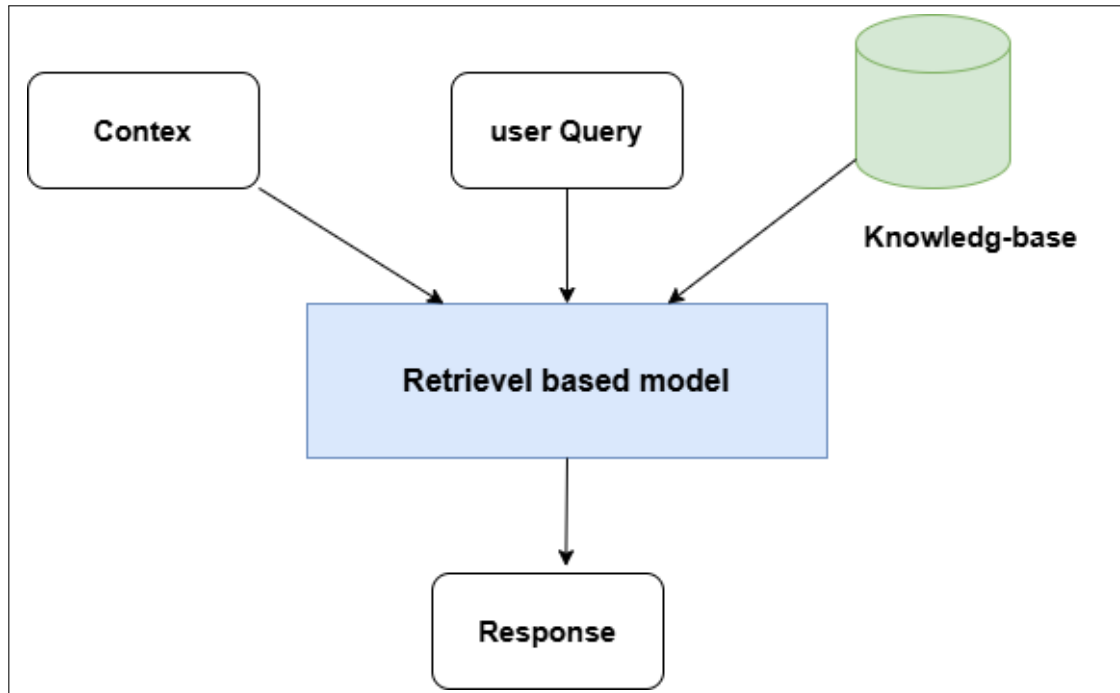 Contex
user Query
Knowledg-base
Retrievel based model
Response